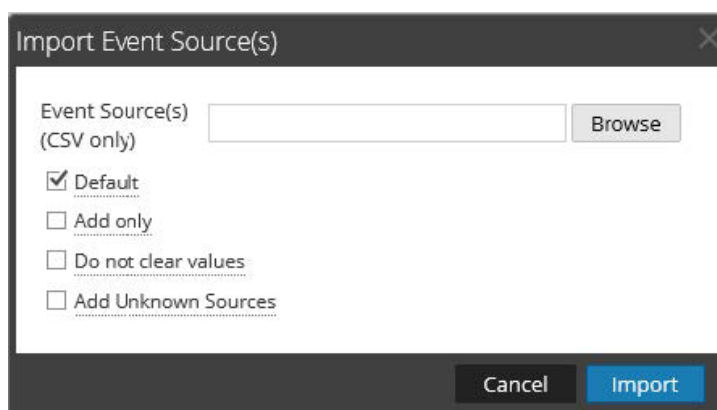 Import Event Source(s)
Event Source(s)
(CSV only)
Browse
Default
Add only
Do not clear values
Add Unknown Sources
Cancel
Import